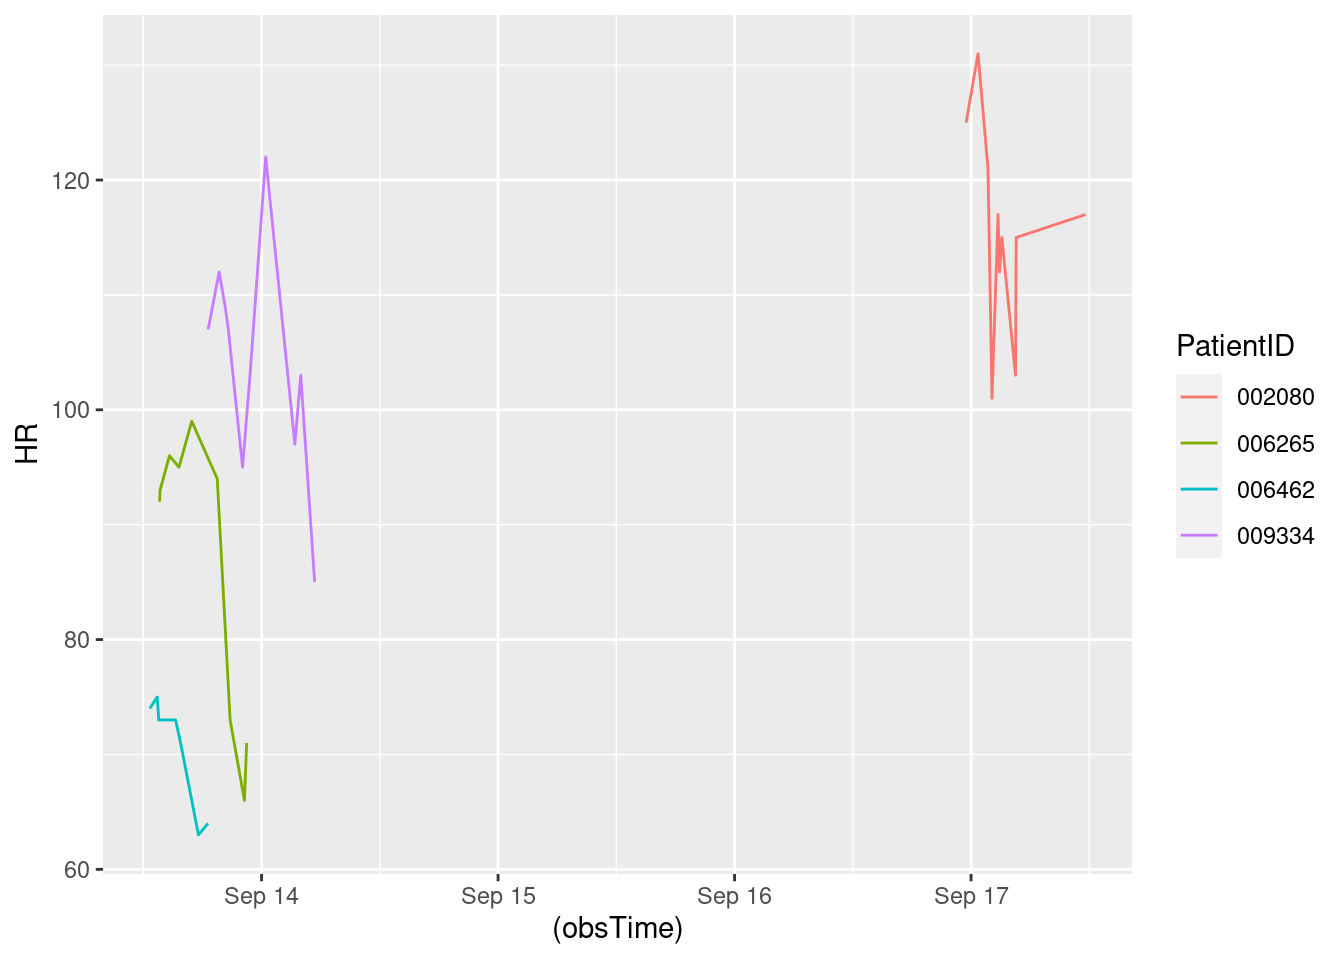 HR
120
100
80
60
Sep 14
Sep 15
Sep 16
Sep 17
(obsTime)
PatientID
002080
006265
006462
009334